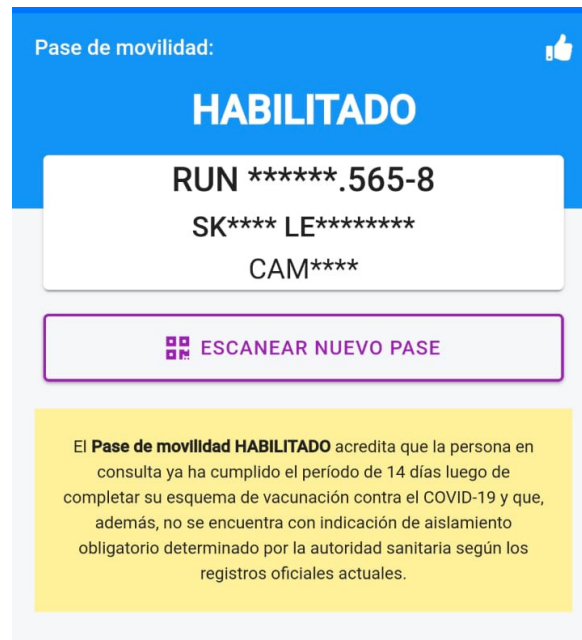 Pase de movilidad:
HABILITADO
RUN ******.565-8
SK**** LE********
CAM****
ESCANEAR NUEVO PASE
El Pase de movilidad HABILITADO acredita que la persona en
consulta ya ha cumplido el período de 14 días luego de
completar su esquema de vacunación contra el COVID-19 y que,
además, no se encuentra con indicación de aislamiento
obligatorio determinado por la autoridad sanitaria según los
registros oficiales actuales.